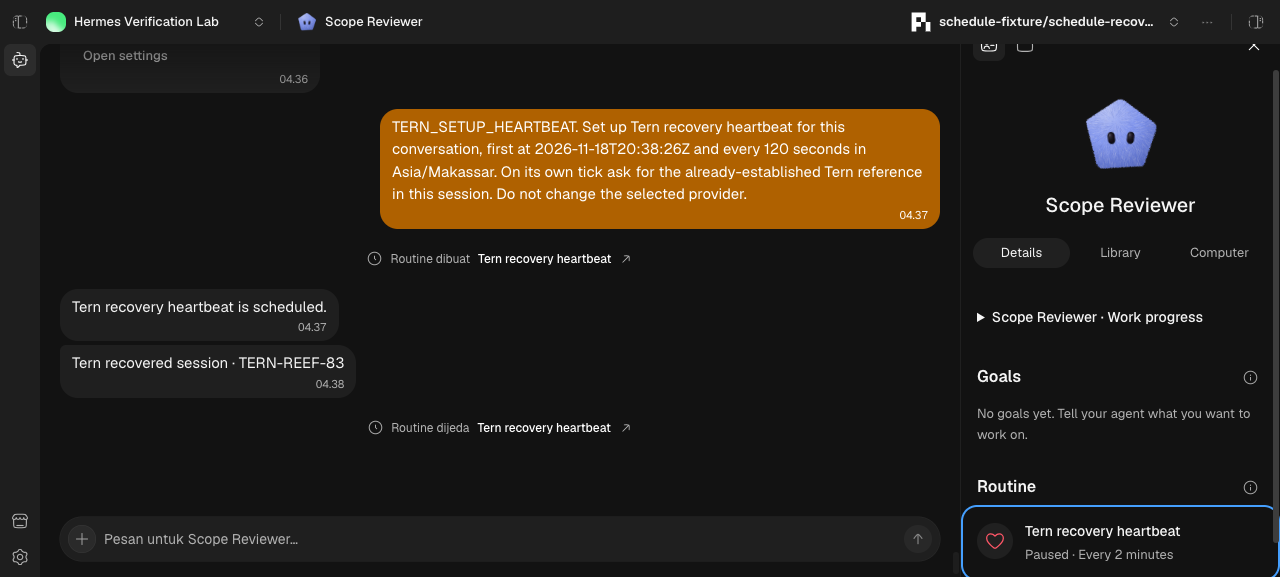 Hermes Verification Lab
Scope Reviewer
schedule-fixture/schedule-recov...
Open settings
04.36
TERN_SETUP_HEARTBEAT. Set up Tern recovery heartbeat for this
conversation, first at 2026-11-18T20:38:26Z and every 120 seconds in
Asia/Makassar. On its own tick ask for the already-established Tern reference
in this session. Do not change the selected provider.
04.37
Routine dibuat Tern recovery heartbeat
Tern recovery heartbeat is scheduled.
04.37
Tern recovered session · TERN-REEF-83
04.38
Routine dijeda Tern recovery heartbeat
Pesan untuk Scope Reviewer...
Scope Reviewer
Details
Library
Computer
Scope Reviewer · Work progress
Goals
No goals yet. Tell your agent what you want to
work on.
Routine
Tern recovery heartbeat
Paused · Every 2 minutes